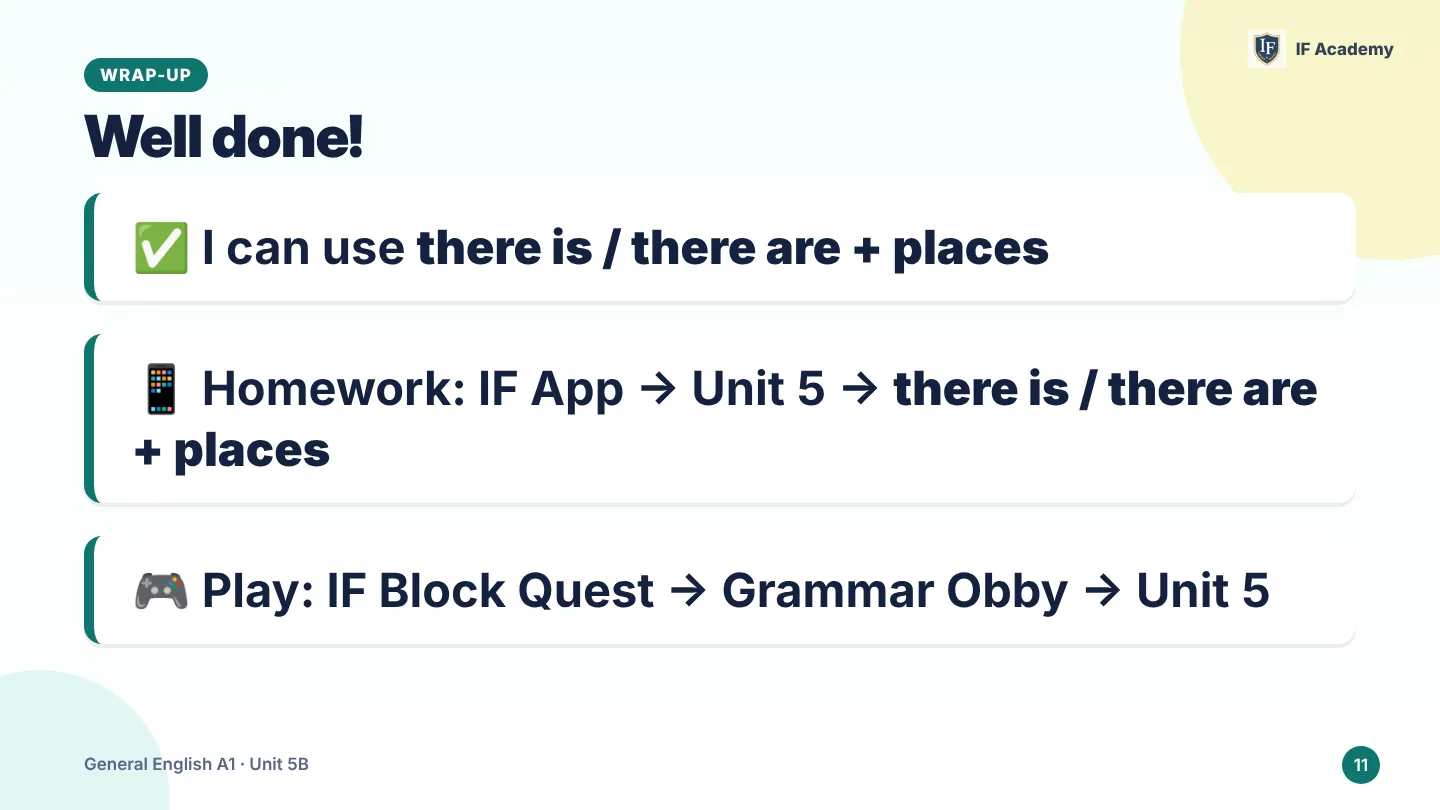 IF Academy
WRAP-UP
Well done!
✅ I can use there is / there are + places
📱 Homework: IF App → Unit 5 → there is / there are
+ places
🎮 Play: IF Block Quest → Grammar Obby → Unit 5
General English A1 · Unit 5B
11